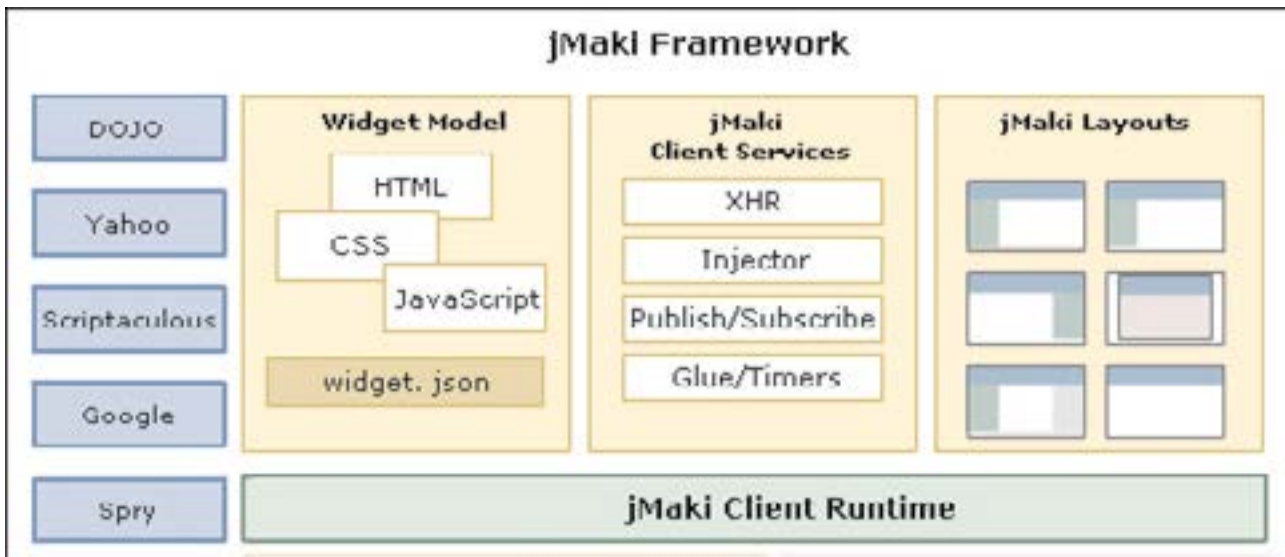 jMaki Framework
DOJO
Yahoo
Scriptaculous
Google
Spry
Widget Model
HTML
CSS
JavaScript
widget. json
jMaki
Client Services
XHR
Injector
Publish/Subscribe
Glue/Timers
jMaki Layouts
jMaki Client Runtime